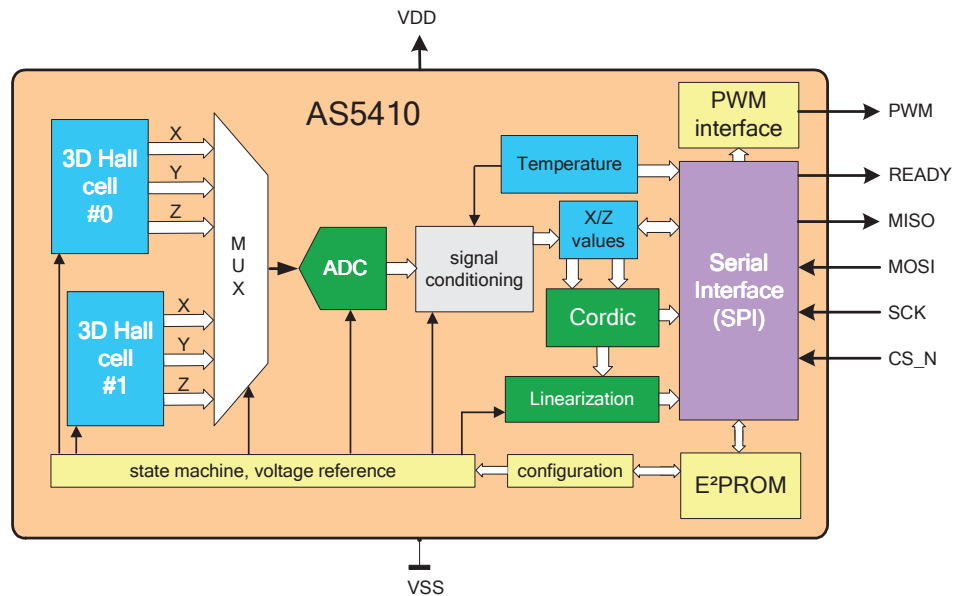 VDD
AS5410
PWM
interface
PWM
3D Hall
cell
#0
X
Y
Z
Temperature
READY
X/Z
values
MISO
M
U
X
ADC
signal
conditioning
Serial
Interface
(SPI)
MOSI
3D Hall
cell
#1
X
Y
Z
Cordic
SCK
CS_N
Linearization
state machine, voltage reference
configuration
E²PROM
VSS